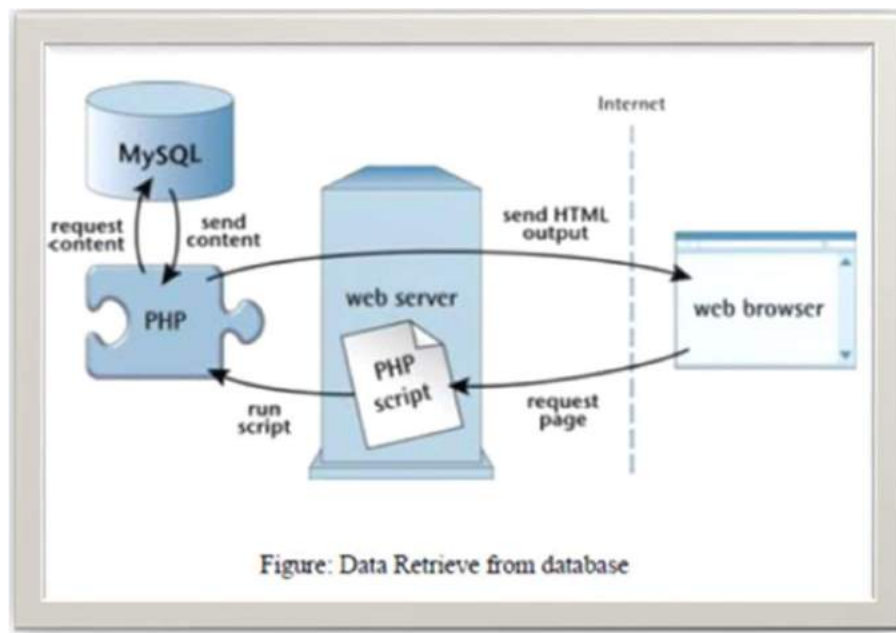 Internet
MySQL
request
content
send
content
send HTML
output
web server
PHP
web browser
PHP
script
run
script
request
page
Figure: Data Retrieve from database